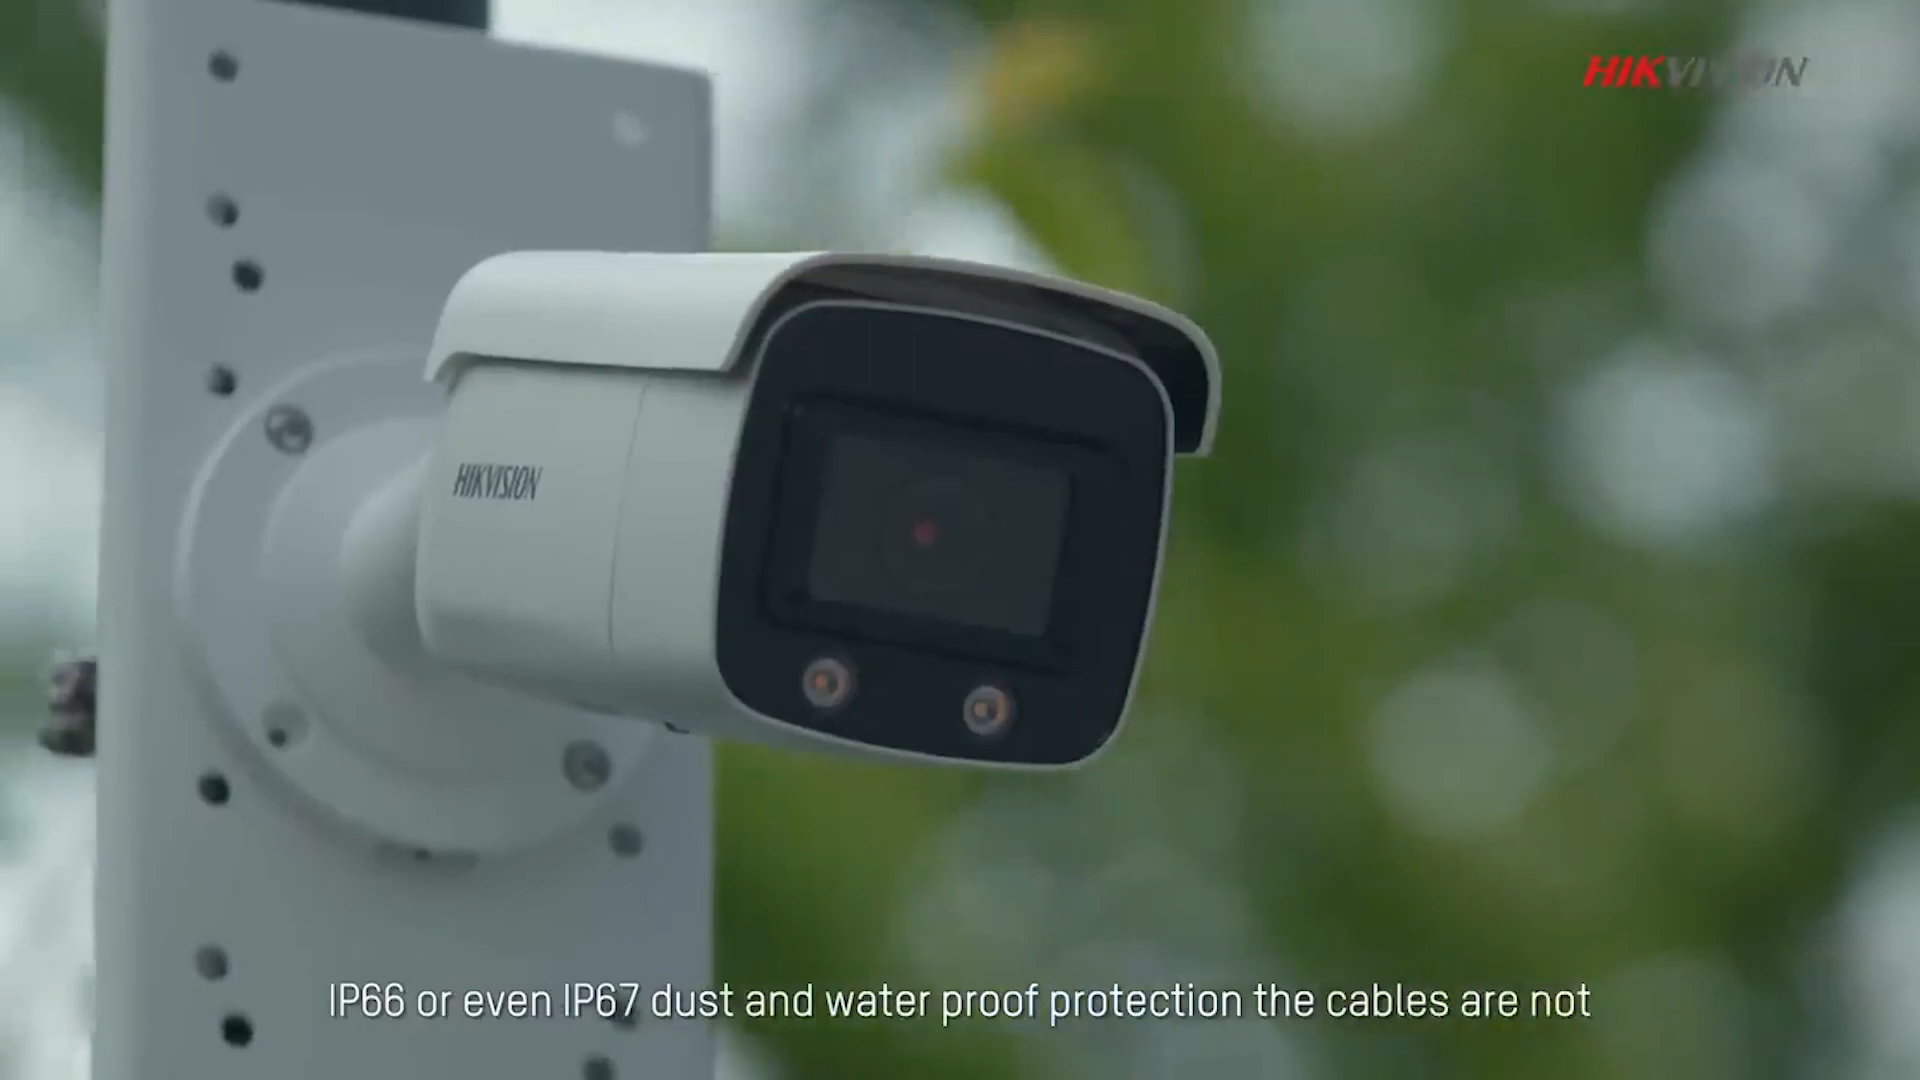 HIKVISION
HIKVISION
IP66 or even IP67 dust and water proof protection the cables are not